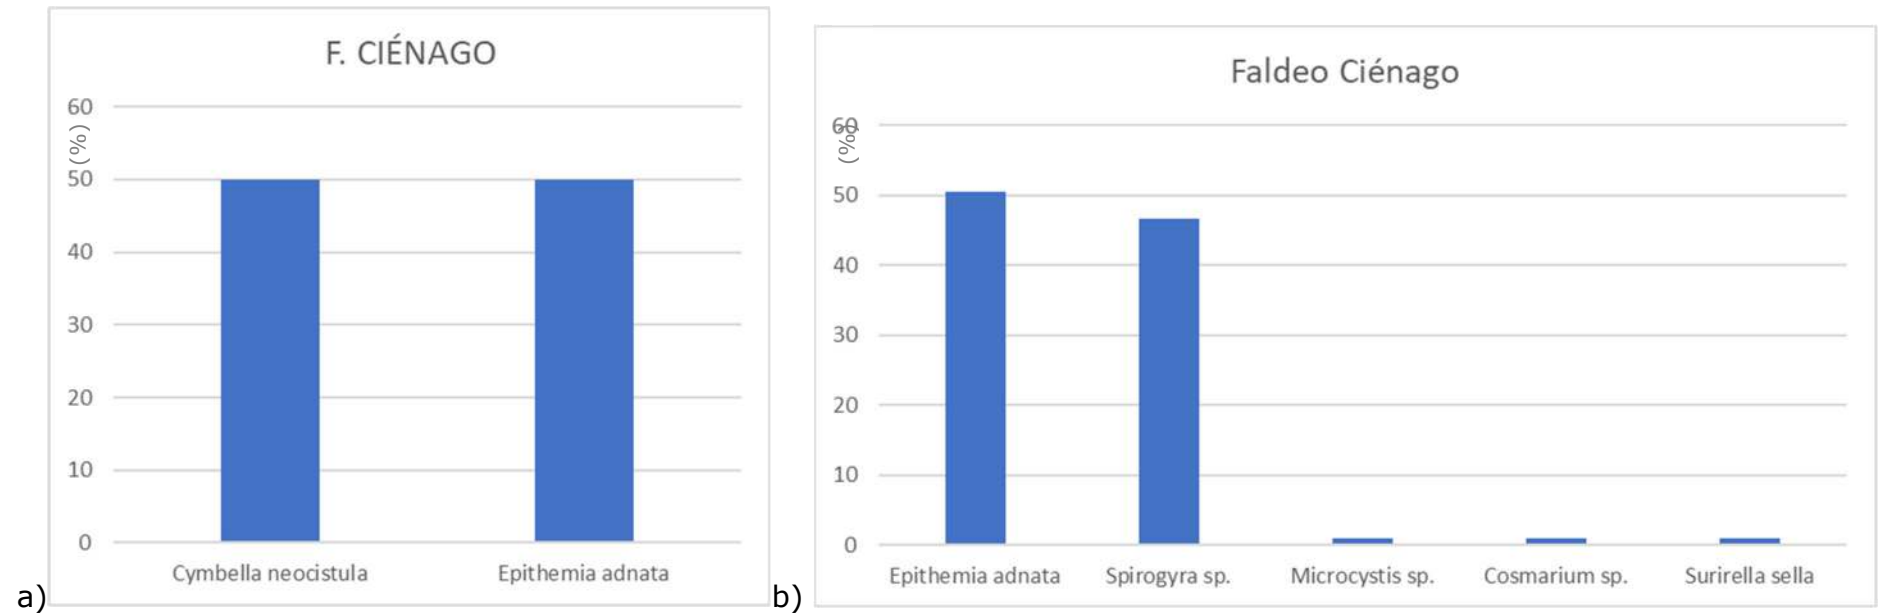 F. CIÉNAGO
60
(%)
50
40
30
20
10
0
Cymbella neocistula Epithemia adnata
a)
Faldeo Ciénago
60
(%)
50
40
30
20
10
0
Epithemia adnata Spirogyra sp. Microcystis sp. Cosmarium sp. Surirella sella
b)